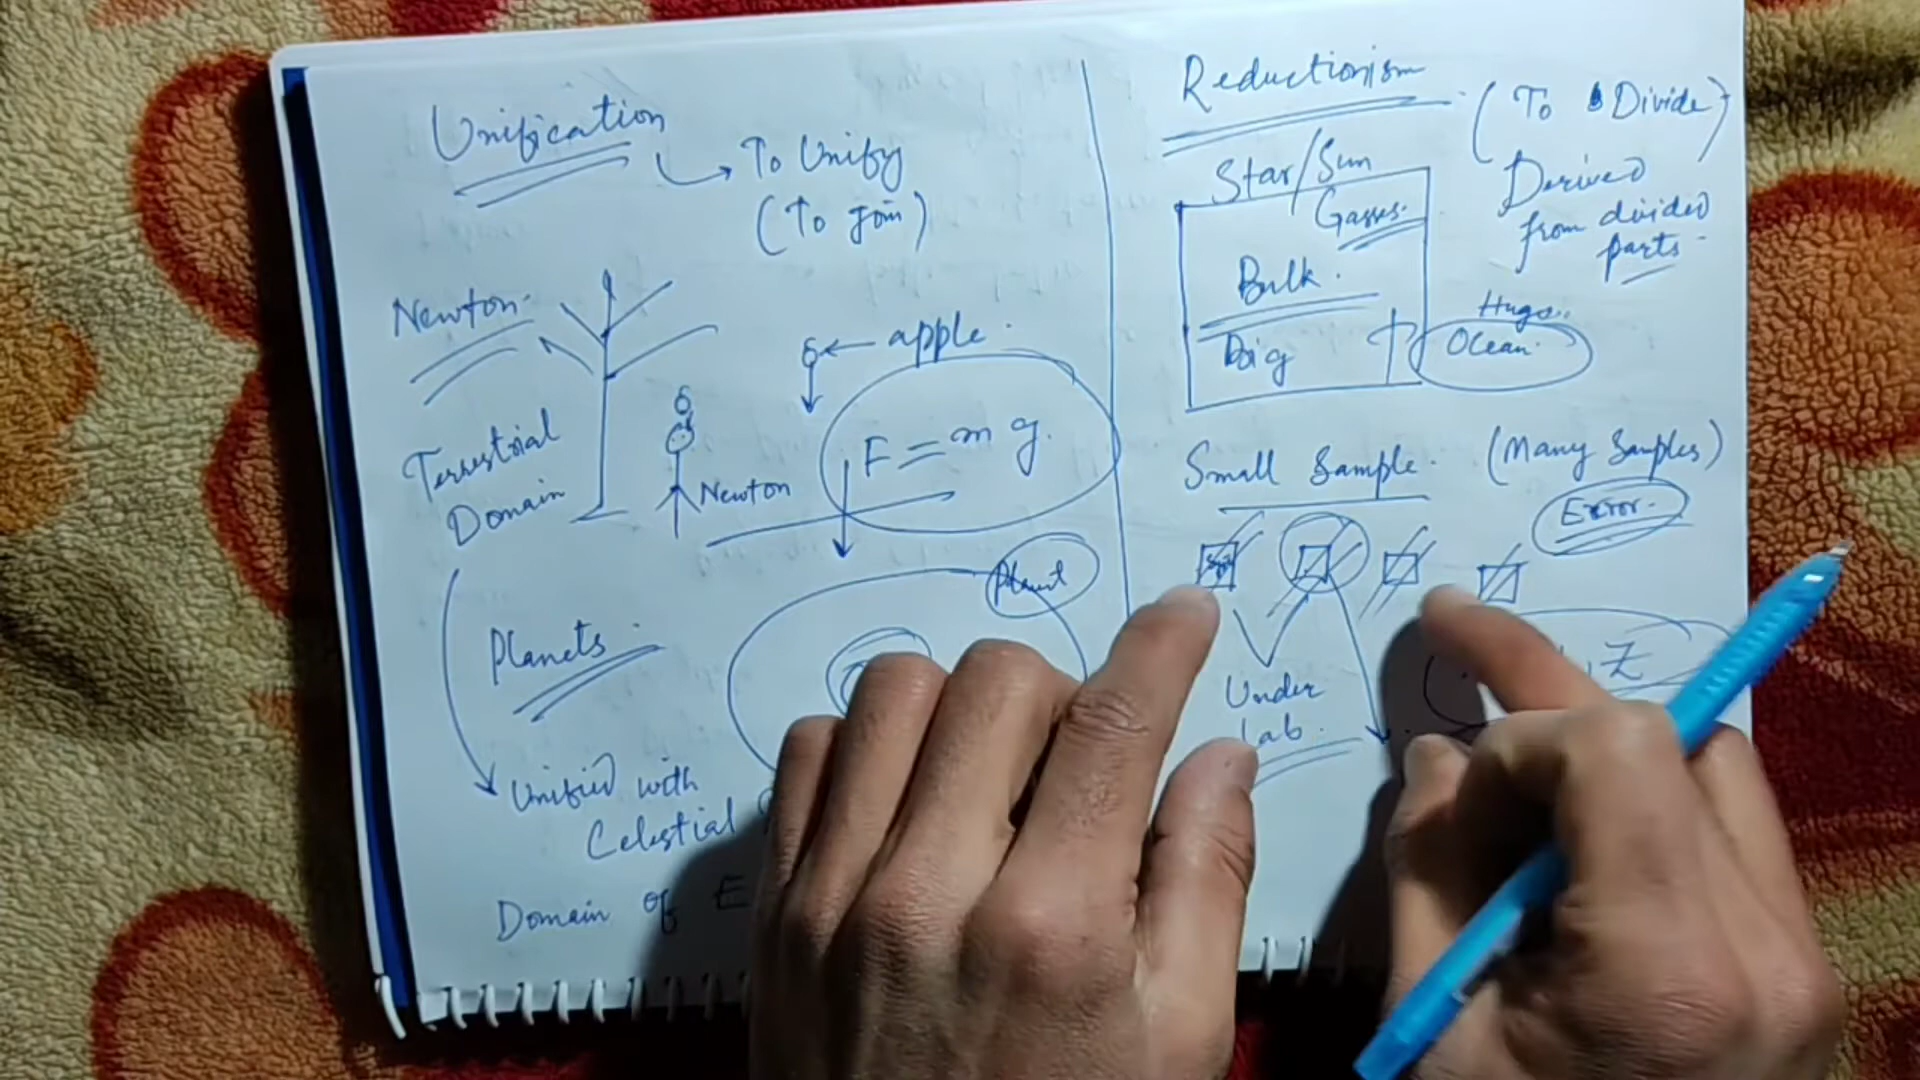 Unification
To Unify
(To Join)
Newton.
apple.
Terrestrial
Domain
Newton
F = mg.
Planet
Planets.
Unified with
Celestial
Domain of E
Reductionism
(To Divide)
Star/Sun
Gasses.
Derived
from divided
parts.
Bulk.
Big
Huge..
Ocean.
Small Sample.
(Many Samples)
Error.
Z
Under
Lab.